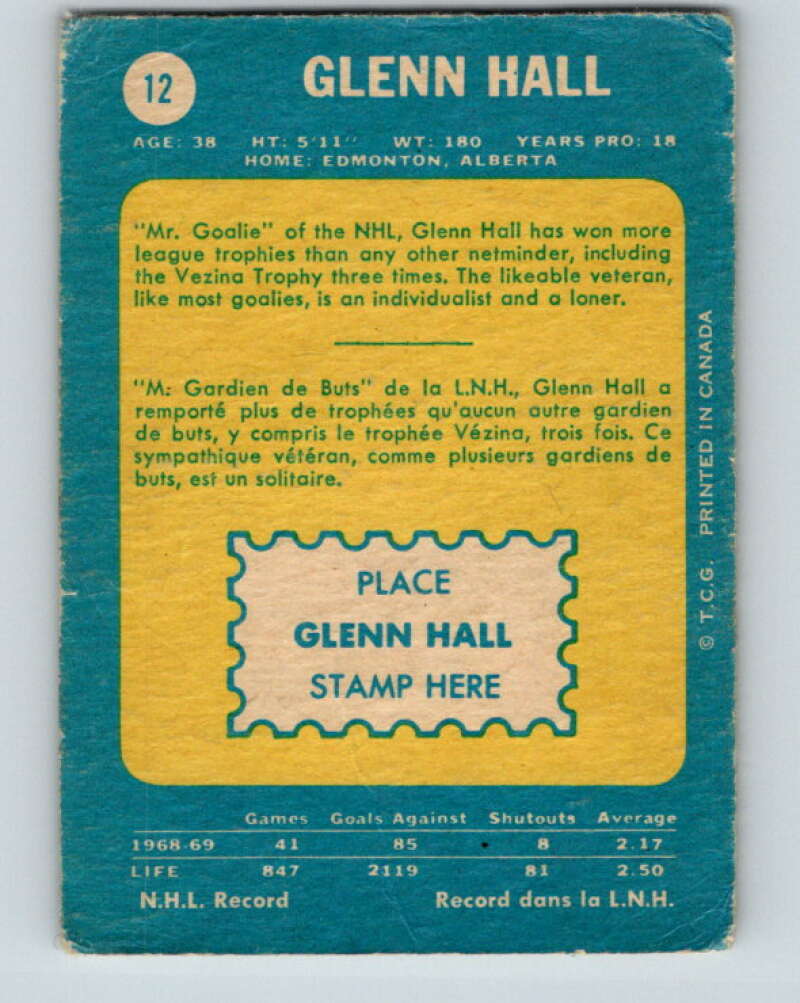 12
GLENN HALL
AGE: 38 HT: 5'11" WT: 180 YEARS PRO: 18
HOME: EDMONTON, ALBERTA
"Mr. Goalie" of the NHL, Glenn Hall has won more
league trophies than any other netminder, including
the Vezina Trophy three times. The likeable veteran,
like most goalies, is an individualist and a loner.
"M: Gardien de Buts" de la L.N.H., Glenn Hall a
remporté plus de trophées qu'aucun autre gardien
de buts, y compris le trophée Vézina, trois fois. Ce
sympathique vétéran, comme plusieurs gardiens de
buts, est un solitaire.
PLACE
GLENN HALL
STAMP HERE
© T.C.G. PRINTED IN CANADA
Games Goals Against Shutouts Average
1968-69 41 85 8 2.17
LIFE 847 2119 81 2.50
N.H.L. Record Record dans la L.N.H.